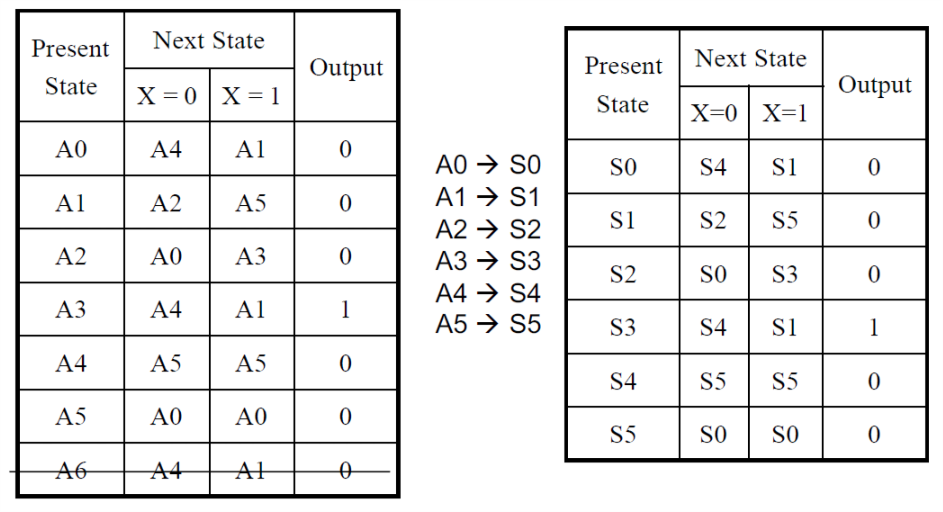 Present State Next State Output
X = 0 X = 1
A0 A4 A1 0
A1 A2 A5 0
A2 A0 A3 0
A3 A4 A1 1
A4 A5 A5 0
A5 A0 A0 0
A6 A4 A1 0
A0 → S0
A1 → S1
A2 → S2
A3 → S3
A4 → S4
A5 → S5
Present State Next State Output
X=0 X=1
S0 S4 S1 0
S1 S2 S5 0
S2 S0 S3 0
S3 S4 S1 1
S4 S5 S5 0
S5 S0 S0 0